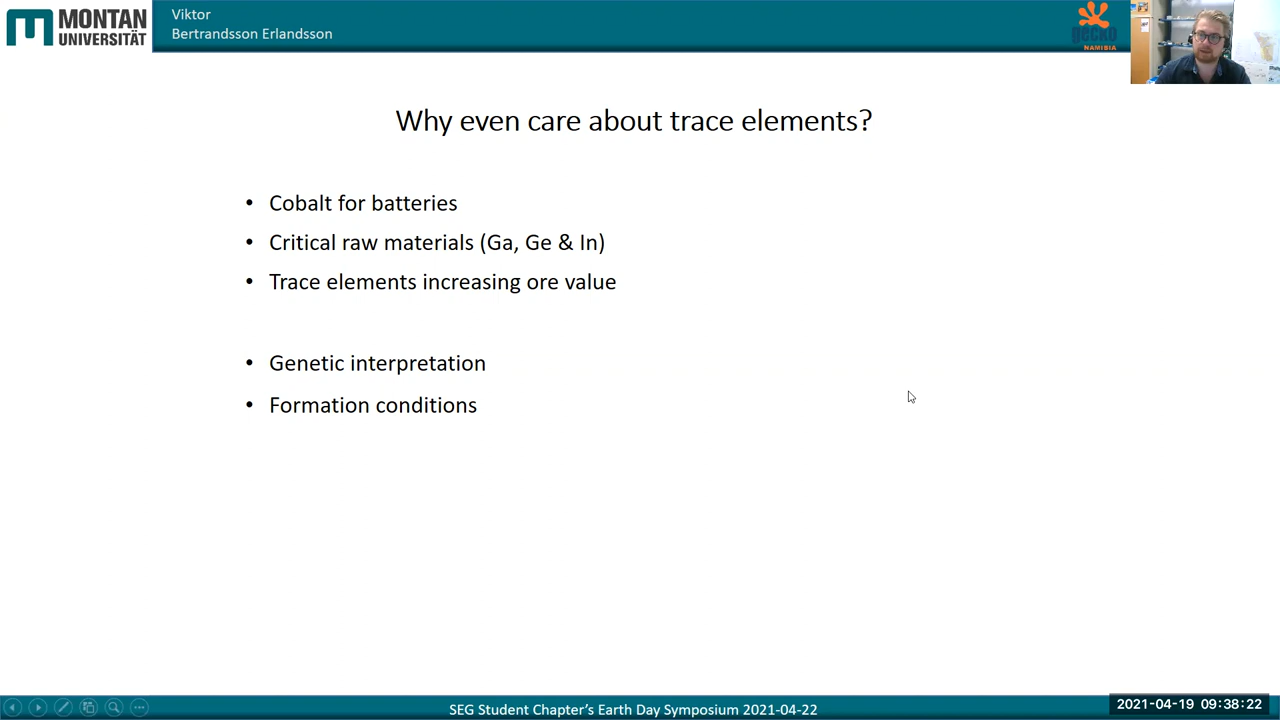 MONTAN
UNIVERSITÄT
Viktor
Bertrandsson Erlandsson
gecko
NAMIBIA
Why even care about trace elements?
• Cobalt for batteries
• Critical raw materials (Ga, Ge & In)
• Trace elements increasing ore value
• Genetic interpretation
• Formation conditions
SEG Student Chapter’s Earth Day Symposium 2021-04-22
2021-04-19 09:38:22